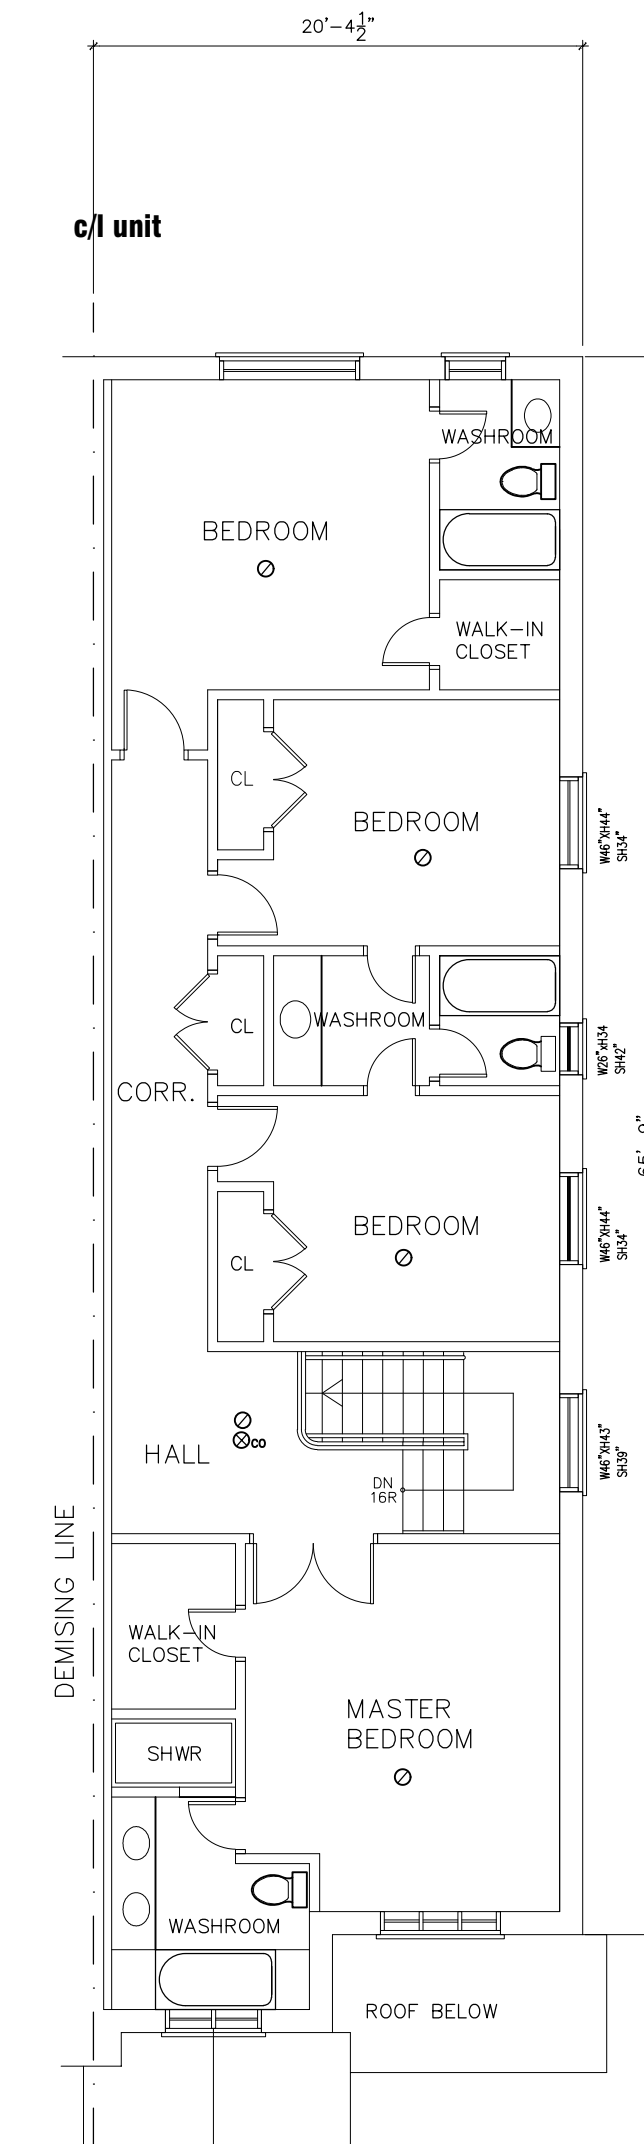 20'-4 1/2"
c/l unit
WASHROOM
BEDROOM
WALK-IN
CLOSET
CL
BEDROOM
W46"XH44"
SH34"
CL
WASHROOM
W26"xH34
SH42"
CORR.
BEDROOM
W46"XH44"
SH34"
CL
CO
HALL
W46"XH43"
SH39"
DN
16R
DEMISING LINE
WALK-IN
CLOSET
MASTER
BEDROOM
SHWR
WASHROOM
ROOF BELOW